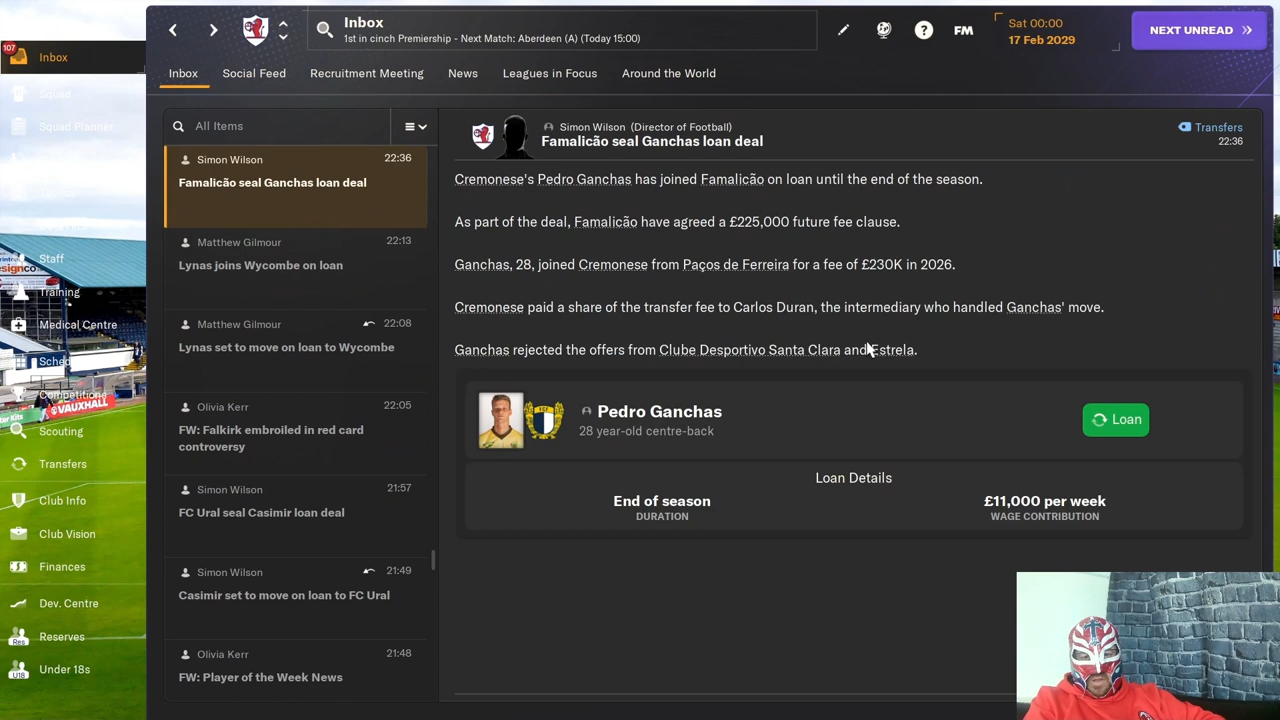 Inbox
1st in cinch Premiership - Next Match: Aberdeen (A) (Today 15:00)
FM
Sat 00:00
17 Feb 2029
NEXT UNREAD
107
Inbox
Squad
Squad Planner
Staff
Training
Medical Centre
Sched
Competitions
Scouting
Transfers
Club Info
Club Vision
Finances
Dev. Centre
Res
Reserves
U18
Under 18s
VAUXHALL
Inbox
Social Feed
Recruitment Meeting
News
Leagues in Focus
Around the World
All Items
Simon Wilson
22:36
Famalicão seal Ganchas loan deal
Matthew Gilmour
22:13
Lynas joins Wycombe on loan
Matthew Gilmour
22:08
Lynas set to move on loan to Wycombe
Olivia Kerr
22:05
FW: Falkirk embroiled in red card
controversy
Simon Wilson
21:57
FC Ural seal Casimir loan deal
Simon Wilson
21:49
Casimir set to move on loan to FC Ural
Olivia Kerr
21:48
FW: Player of the Week News
Simon Wilson (Director of Football)
Famalicão seal Ganchas loan deal
Transfers
22:36
Cremonese's Pedro Ganchas has joined Famalicão on loan until the end of the season.
As part of the deal, Famalicão have agreed a £225,000 future fee clause.
Ganchas, 28, joined Cremonese from Paços de Ferreira for a fee of £230K in 2026.
Cremonese paid a share of the transfer fee to Carlos Duran, the intermediary who handled Ganchas' move.
Ganchas rejected the offers from Clube Desportivo Santa Clara and Estrela.
Pedro Ganchas
28 year-old centre-back
Loan
Loan Details
End of season
DURATION
£11,000 per week
WAGE CONTRIBUTION